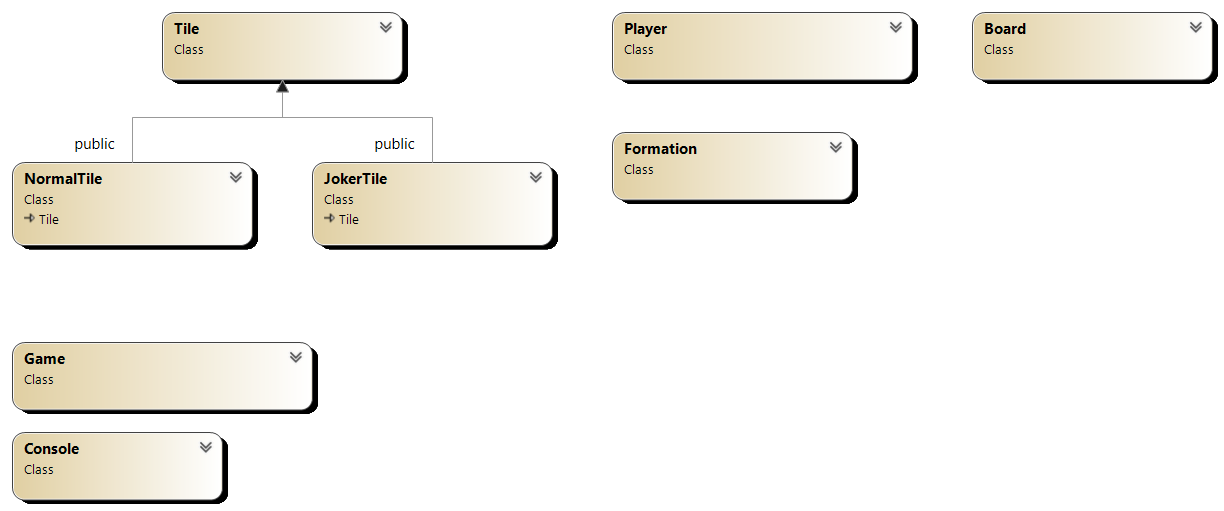 Tile
Class
Player
Class
Board
Class
public
public
Formation
Class
NormalTile
Class
Tile
JokerTile
Class
Tile
Game
Class
Console
Class